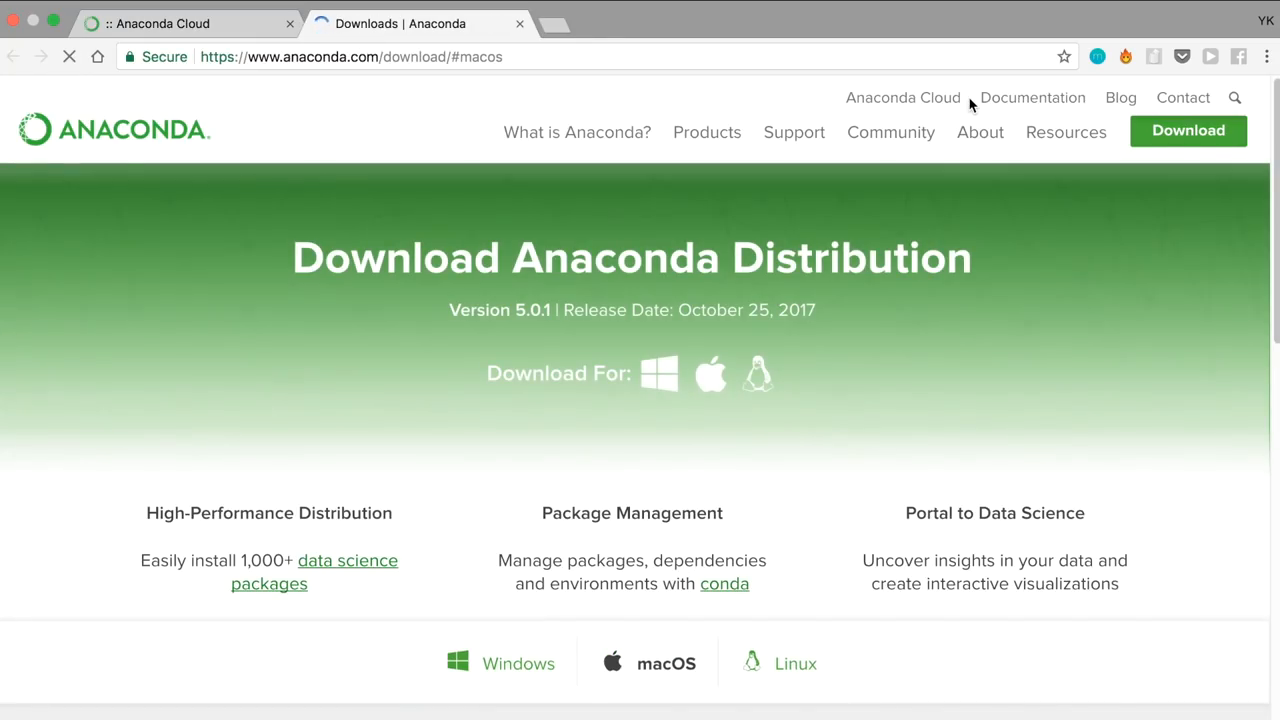 :: Anaconda Cloud
Downloads | Anaconda
YK
Secure https://www.anaconda.com/download/#macos
Anaconda Cloud Documentation Blog Contact
ANACONDA.
What is Anaconda? Products Support Community About Resources Download
Download Anaconda Distribution
Version 5.0.1 | Release Date: October 25, 2017
Download For:
High-Performance Distribution
Easily install 1,000+ data science
packages
Package Management
Manage packages, dependencies
and environments with conda
Portal to Data Science
Uncover insights in your data and
create interactive visualizations
Windows macOS Linux